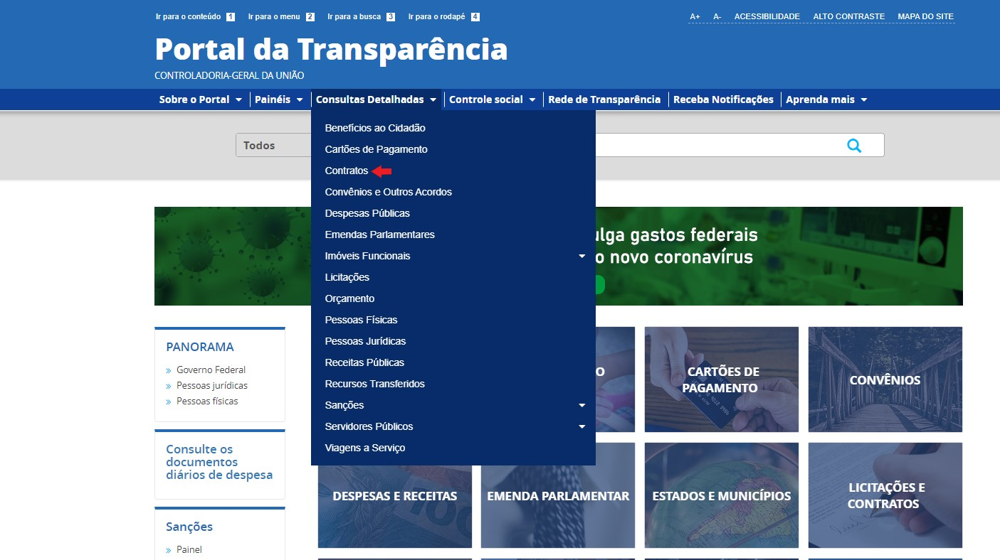 Ir para o conteúdo 1 Ir para o menu 2 Ir para a busca 3 Ir para o rodapé 4
A+ A- ACESSIBILIDADE ALTO CONTRASTE MAPA DO SITE
Portal da Transparência
CONTROLADORIA-GERAL DA UNIÃO
Sobre o Portal Painéis Consultas Detalhadas Controle social Rede de Transparência Receba Notificações Aprenda mais
Benefícios ao Cidadão
Cartões de Pagamento
Contratos
Convênios e Outros Acordos
Despesas Públicas
Emendas Parlamentares
Imóveis Funcionais
Licitações
Orçamento
Pessoas Físicas
Pessoas Jurídicas
Receitas Públicas
Recursos Transferidos
Sanções
Servidores Públicos
Viagens a Serviço
Todos
gastos federais
o novo coronavírus
PANORAMA
Governo Federal
Pessoas jurídicas
Pessoas físicas
Consulte os
documentos
diários de despesa
Sanções
Painel
CARTÕES DE
PAGAMENTO
CONVÊNIOS
DESPESAS E RECEITAS
EMENDA PARLAMENTAR
ESTADOS E MUNICÍPIOS
LICITAÇÕES E
CONTRATOS